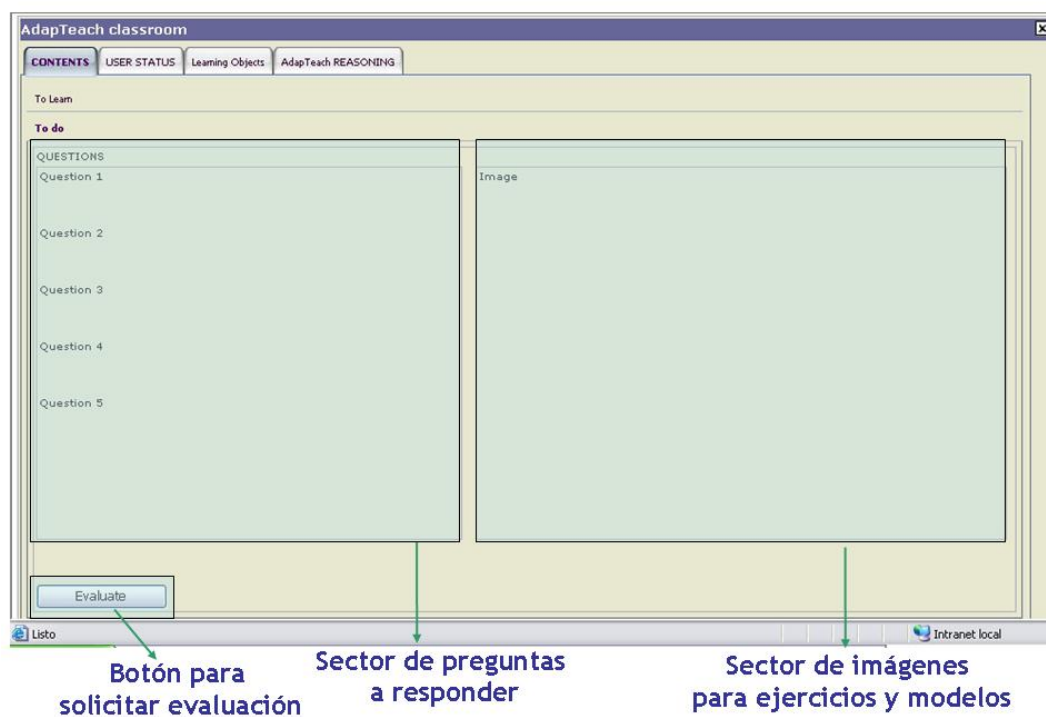 AdapTeach classroom
CONTENTS USER STATUS Learning Objects AdapTeach REASONING
To Learn
To do
QUESTIONS
Question 1
Image
Question 2
Question 3
Question 4
Question 5
Evaluate
Listo
Intranet local
Botón para
solicitar evaluación
Sector de preguntas
a responder
Sector de imágenes
para ejercicios y modelos